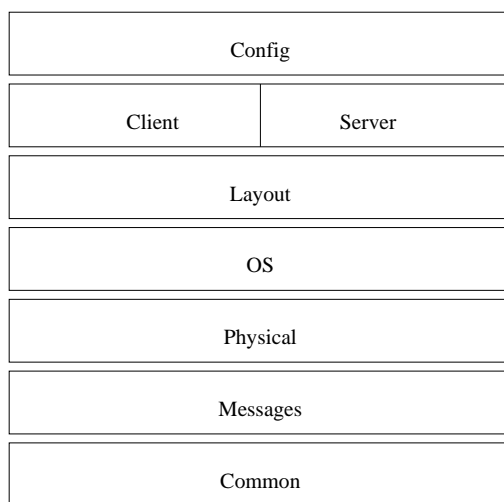 Config
Client Server
Layout
OS
Physical
Messages
Common